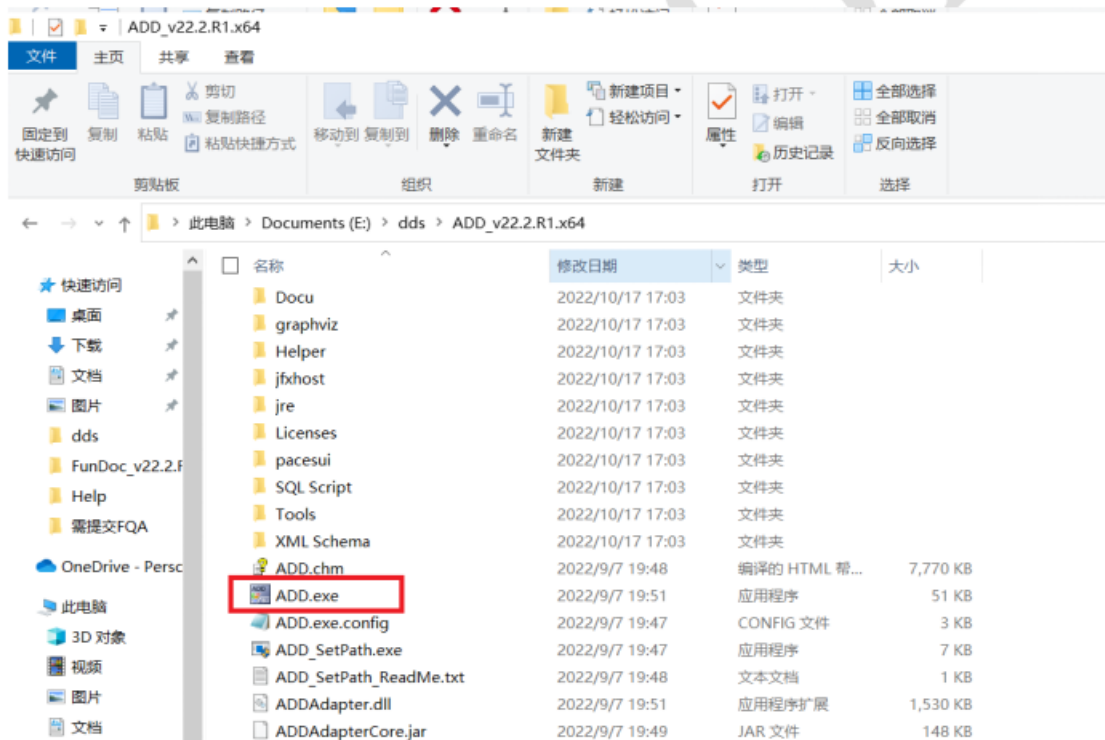 ADD_v22.2.R1.x64
文件 主页 共享 查看
固定到快速访问
复制
粘贴
剪切
复制路径
粘贴快捷方式
剪贴板
移动到
复制到
删除
重命名
组织
新建文件夹
新建项目
轻松访问
新建
属性
打开
编辑
历史记录
打开
全部选择
全部取消
反向选择
选择
此电脑 > Documents (E:) > dds > ADD_v22.2.R1.x64
快速访问
桌面
下载
文档
图片
dds
FunDoc_v22.2.F
Help
需提交FQA
OneDrive - Persc
此电脑
3D 对象
视频
图片
文档
名称 修改日期 类型 大小
Docu 2022/10/17 17:03 文件夹
graphviz 2022/10/17 17:03 文件夹
Helper 2022/10/17 17:03 文件夹
jfxhost 2022/10/17 17:03 文件夹
jre 2022/10/17 17:03 文件夹
Licenses 2022/10/17 17:03 文件夹
pacesui 2022/10/17 17:03 文件夹
SQL Script 2022/10/17 17:03 文件夹
Tools 2022/10/17 17:03 文件夹
XML Schema 2022/10/17 17:03 文件夹
ADD.chm 2022/9/7 19:48 编译的 HTML 帮... 7,770 KB
ADD.exe 2022/9/7 19:51 应用程序 51 KB
ADD.exe.config 2022/9/7 19:47 CONFIG 文件 3 KB
ADD_SetPath.exe 2022/9/7 19:47 应用程序 7 KB
ADD_SetPath_ReadMe.txt 2022/9/7 19:48 文本文档 1 KB
ADDAdapter.dll 2022/9/7 19:51 应用程序扩展 1,530 KB
ADDAdapterCore.jar 2022/9/7 19:49 JAR 文件 148 KB